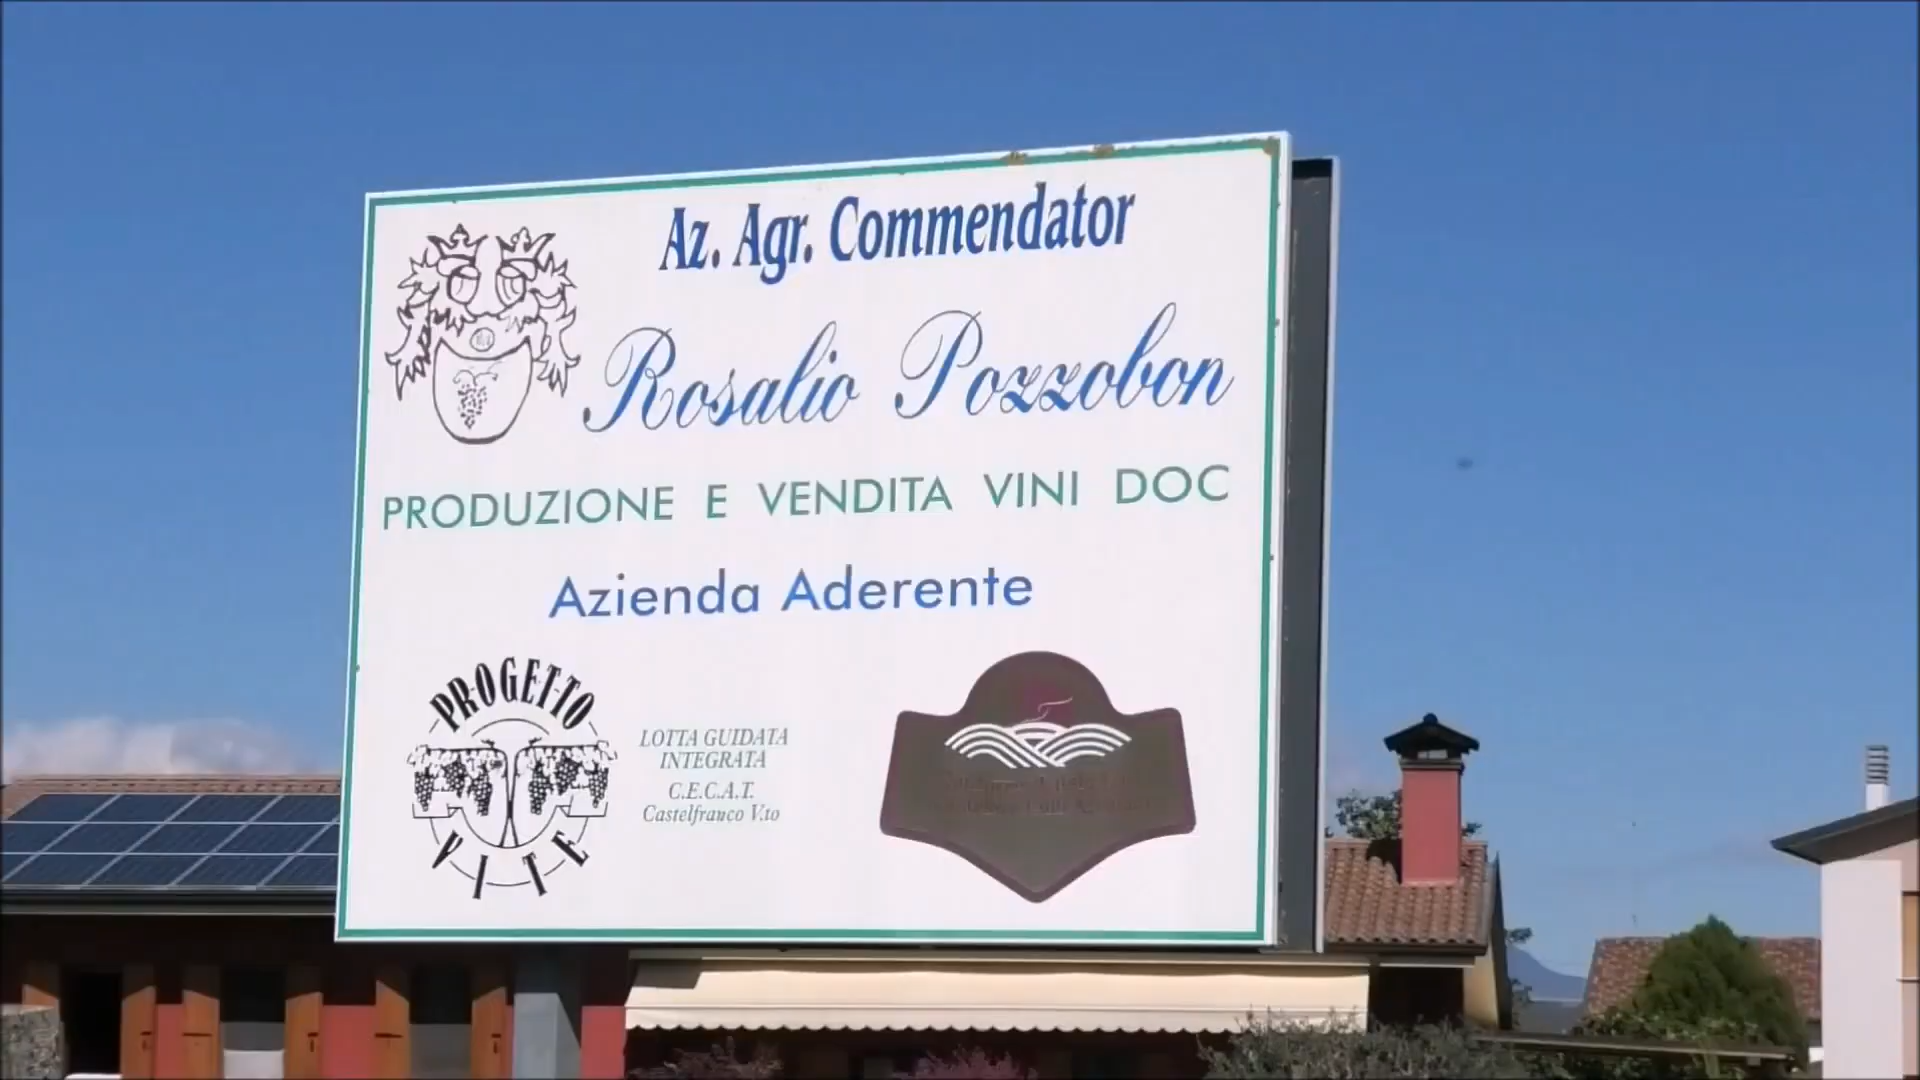 Az. Agr. Commendator
Rosalio Pozzobon
PRODUZIONE E VENDITA VINI DOC
Azienda Aderente
PROGETTO
VITE
LOTTA GUIDATA
INTEGRATA
C.E.C.A.T.
Castelfranco V.to